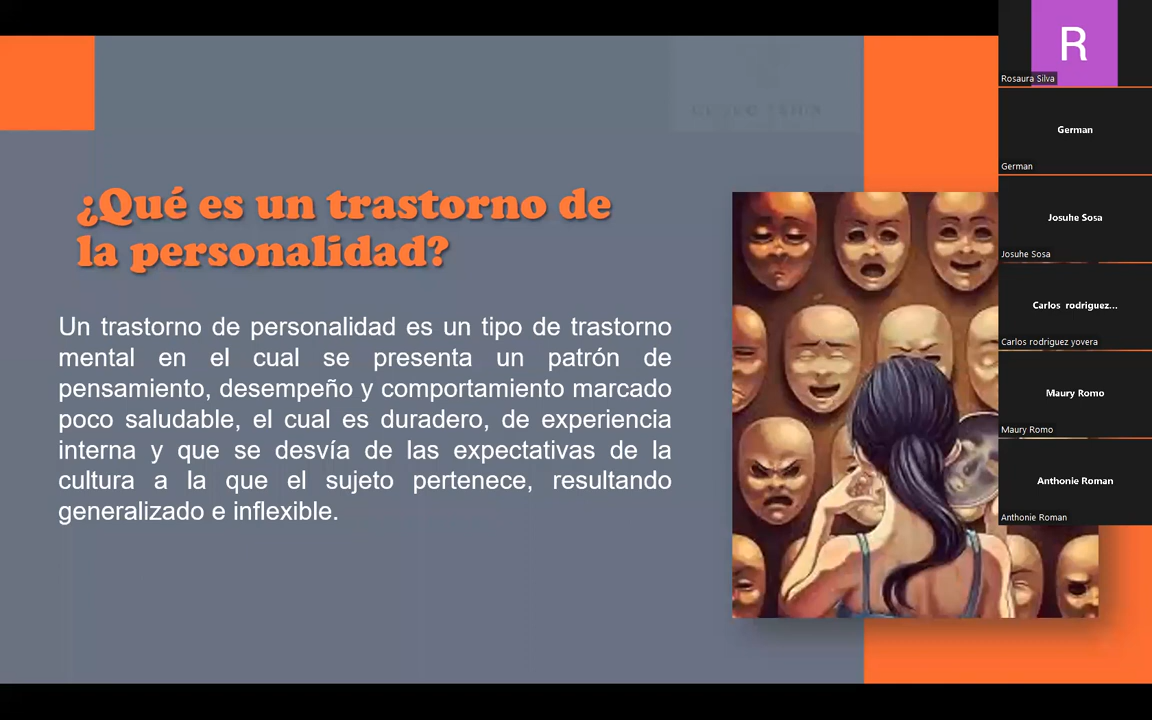 ¿Qué es un trastorno de
la personalidad?
Un trastorno de personalidad es un tipo de trastorno
mental en el cual se presenta un patrón de
pensamiento, desempeño y comportamiento marcado
poco saludable, el cual es duradero, de experiencia
interna y que se desvía de las expectativas de la
cultura a la que el sujeto pertenece, resultando
generalizado e inflexible.
R
Rosaura Silva
German
German
Josuhe Sosa
Josuhe Sosa
Carlos rodriguez...
Carlos rodriguez yovera
Maury Romo
Maury Romo
Anthonie Roman
Anthonie Roman